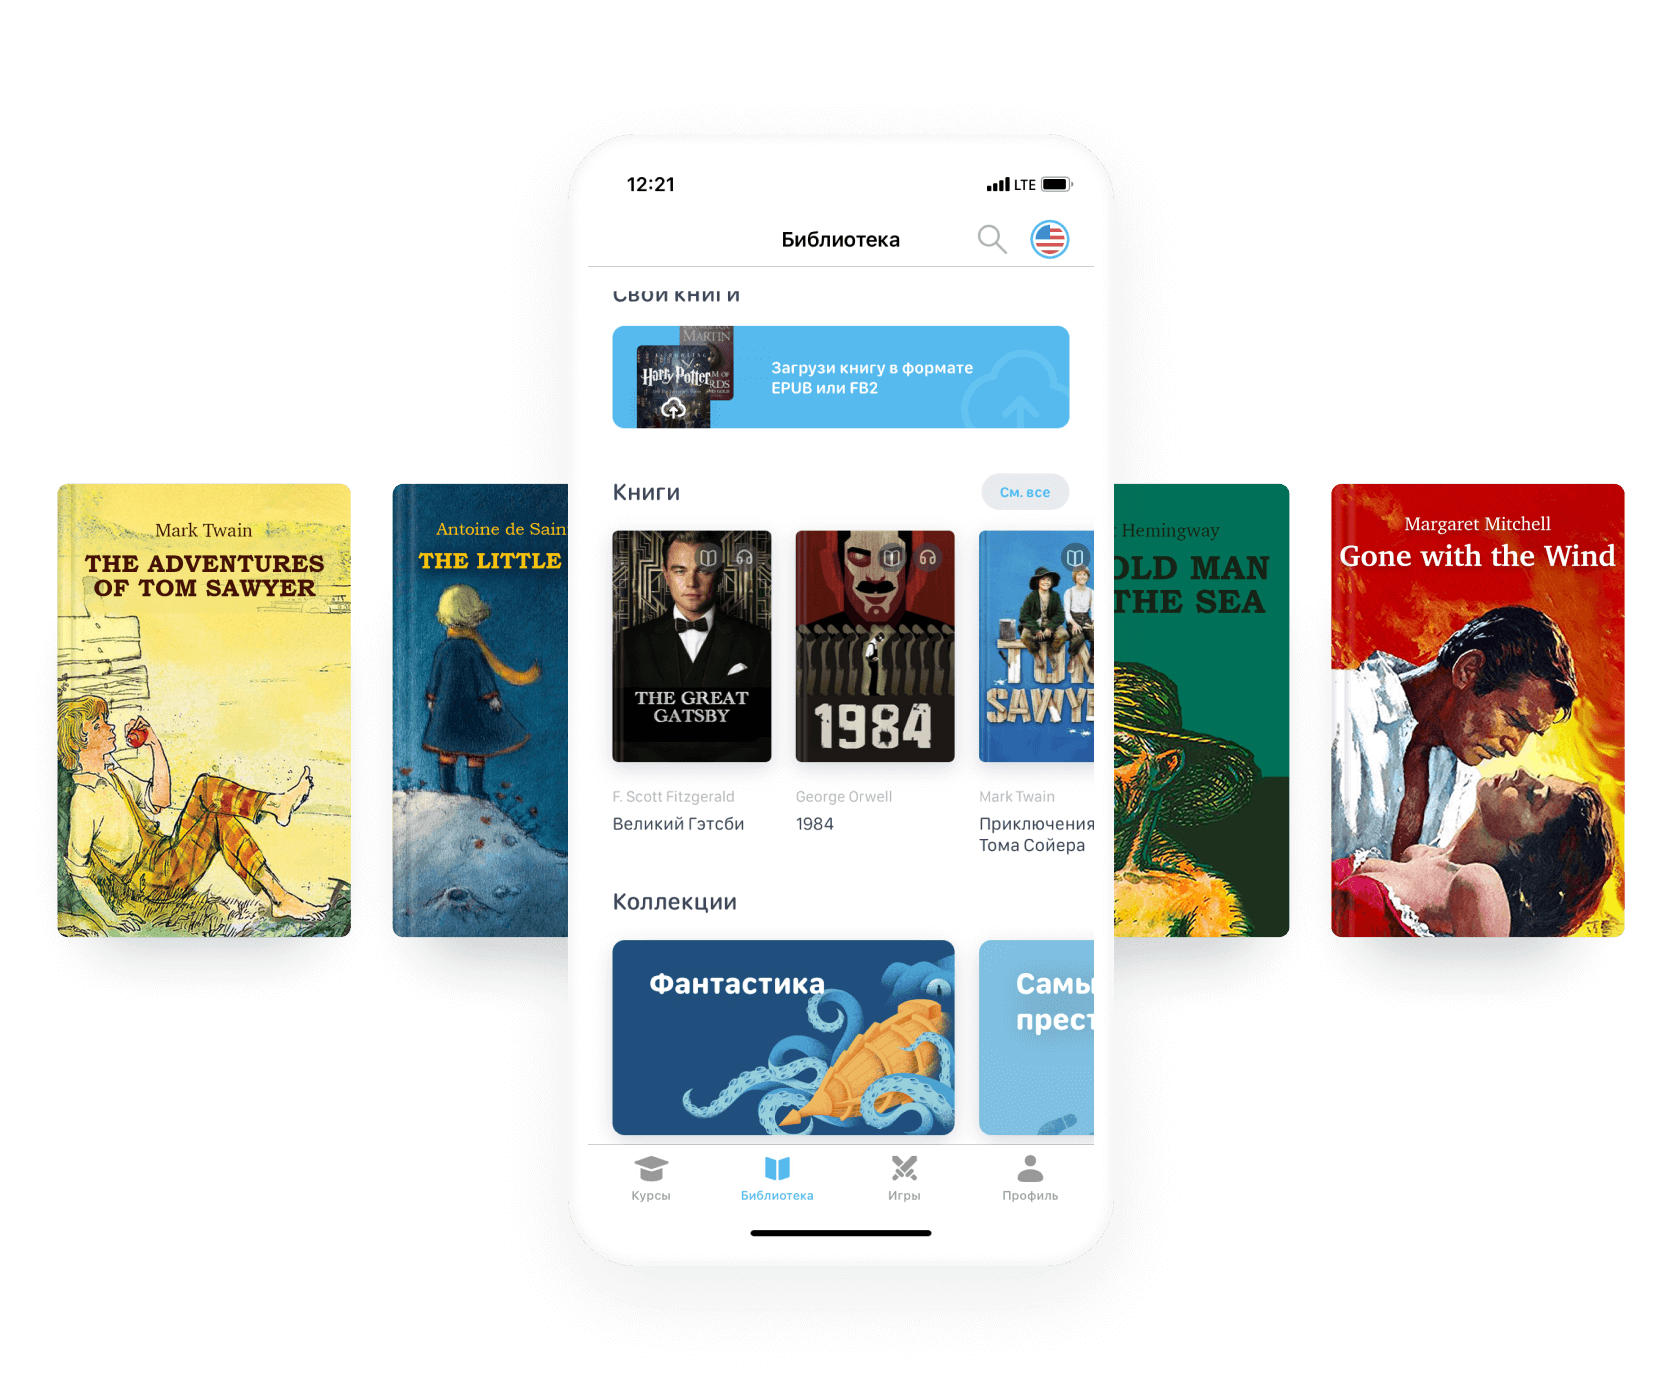 12:21
LTE
Библиотека
Свои книги
MARTIN
Harry Potter
Загрузи книгу в формате
EPUB или FB2
Книги
См. все
THE GREAT
GATSBY
1984
TOM
SAWYE
F. Scott Fitzgerald
Великий Гэтсби
George Orwell
1984
Mark Twain
Приключения
Тома Сойера
Коллекции
Фантастика
Самы
прест
Курсы
Библиотека
Игры
Профиль
Mark Twain
THE ADVENTURES
OF TOM SAWYER
Antoine de Sain
THE LITTLE
Hemingway
OLD MAN
THE SEA
Margaret Mitchell
Gone with the Wind